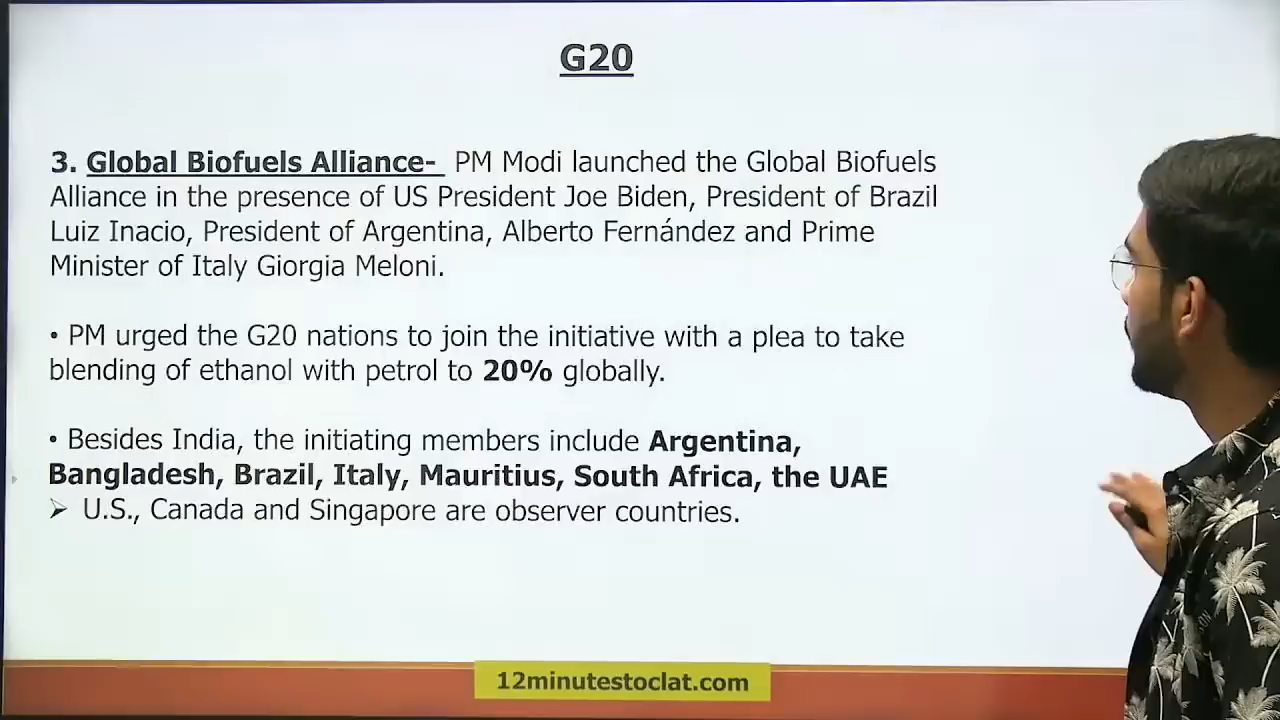 G20
3. Global Biofuels Alliance- PM Modi launched the Global Biofuels
Alliance in the presence of US President Joe Biden, President of Brazil
Luiz Inacio, President of Argentina, Alberto Fernández and Prime
Minister of Italy Giorgia Meloni.
• PM urged the G20 nations to join the initiative with a plea to take
blending of ethanol with petrol to 20% globally.
• Besides India, the initiating members include Argentina,
Bangladesh, Brazil, Italy, Mauritius, South Africa, the UAE
➢ U.S., Canada and Singapore are observer countries.
12minutestoclat.com